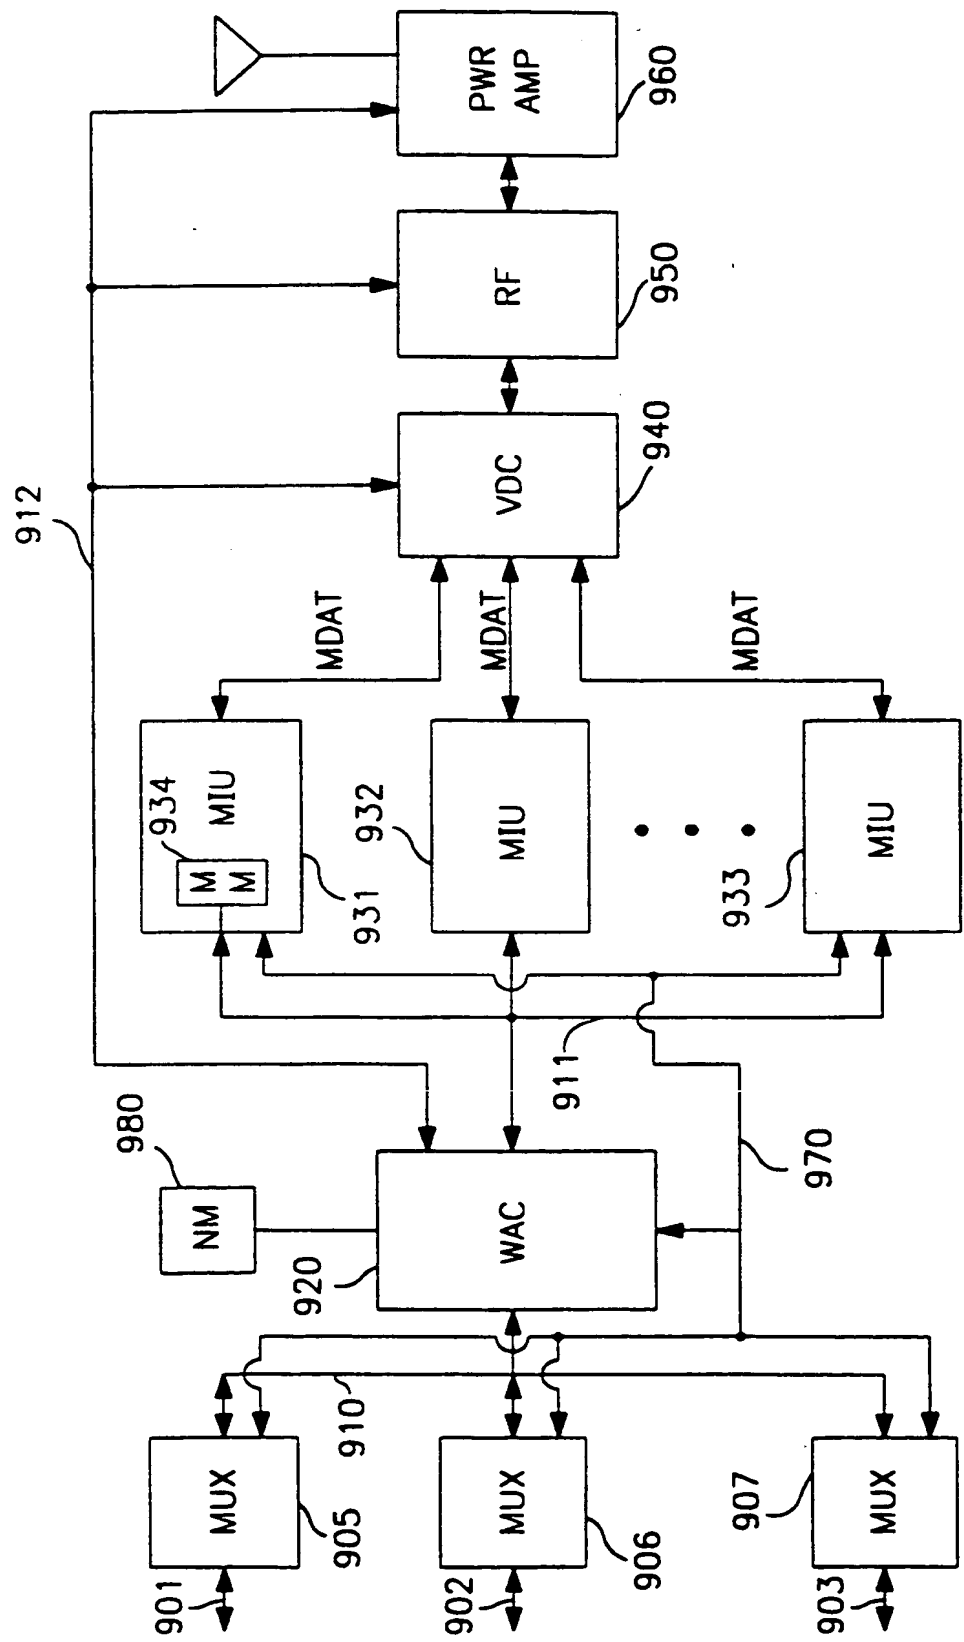 901
MUX
905
902
MUX
906
903
MUX
907
910
NM
980
WAC
920
970
911
912
MIU
934
M
M
931
MIU
932
MIU
933
MDAT
MDAT
MDAT
VDC
940
RF
950
PWR
AMP
960